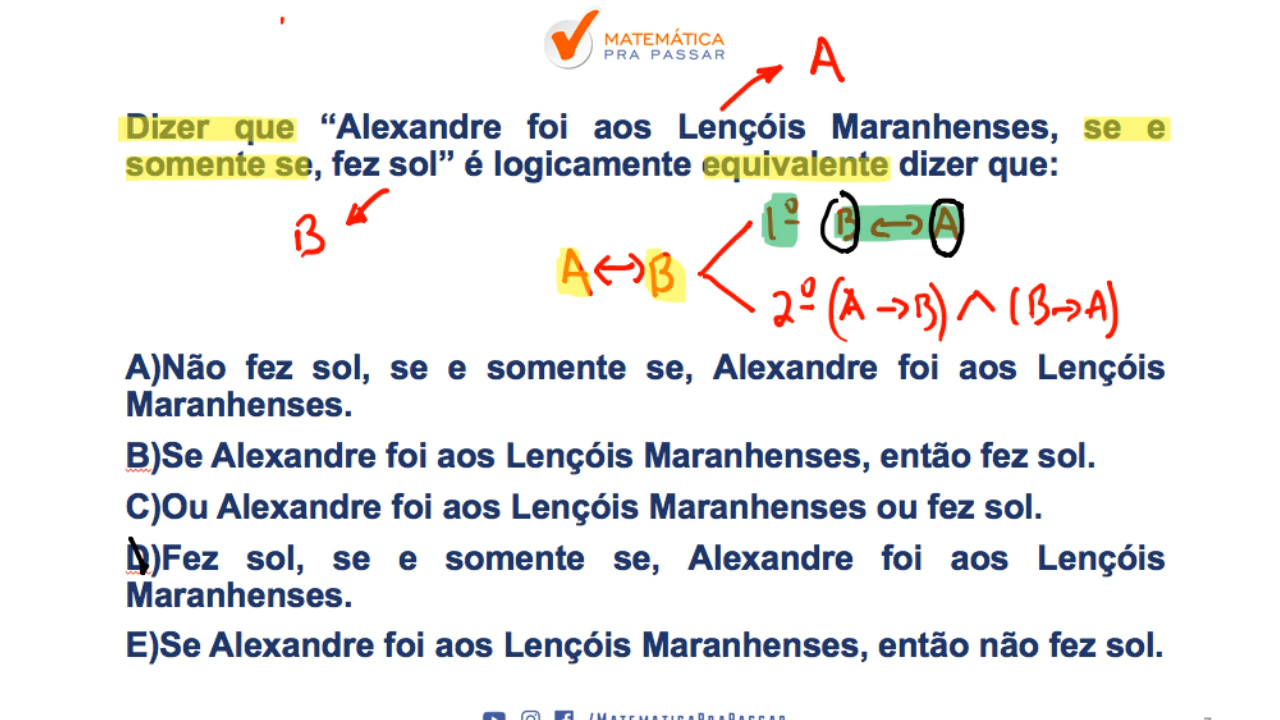 MATEMÁTICA
PRA PASSAR
A
Dizer que “Alexandre foi aos Lençóis Maranhenses, se e
somente se, fez sol” é logicamente equivalente dizer que:
B
1º B ↔ A
A ↔ B
2º (A → B) ∧ (B → A)
A)Não fez sol, se e somente se, Alexandre foi aos Lençóis
Maranhenses.
B)Se Alexandre foi aos Lençóis Maranhenses, então fez sol.
C)Ou Alexandre foi aos Lençóis Maranhenses ou fez sol.
D)Fez sol, se e somente se, Alexandre foi aos Lençóis
Maranhenses.
E)Se Alexandre foi aos Lençóis Maranhenses, então não fez sol.
/MATEMATICAPRAPASSAR